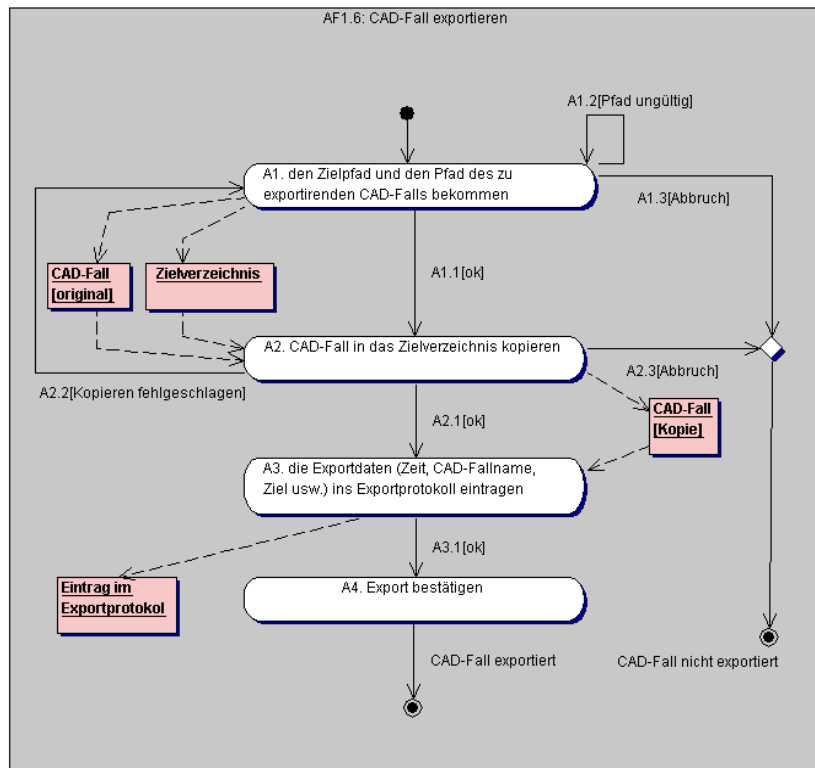 AF1.6: CAD-Fall exportieren
A1.2[Pfad ungültig]
A1. den Zielpfad und den Pfad des zu
exportirenden CAD-Falls bekommen
A1.3[Abbruch]
CAD-Fall
[original]
Zielverzeichnis
A1.1[ok]
A2. CAD-Fall in das Zielverzeichnis kopieren
A2.3[Abbruch]
A2.2[Kopieren fehlgeschlagen]
CAD-Fall
[Kopie]
A2.1[ok]
A3. die Exportdaten (Zeit, CAD-Fallname,
Ziel usw.) ins Exportprotokoll eintragen
A3.1[ok]
Eintrag im
Exportprotokol
A4. Export bestätigen
CAD-Fall exportiert
CAD-Fall nicht exportiert